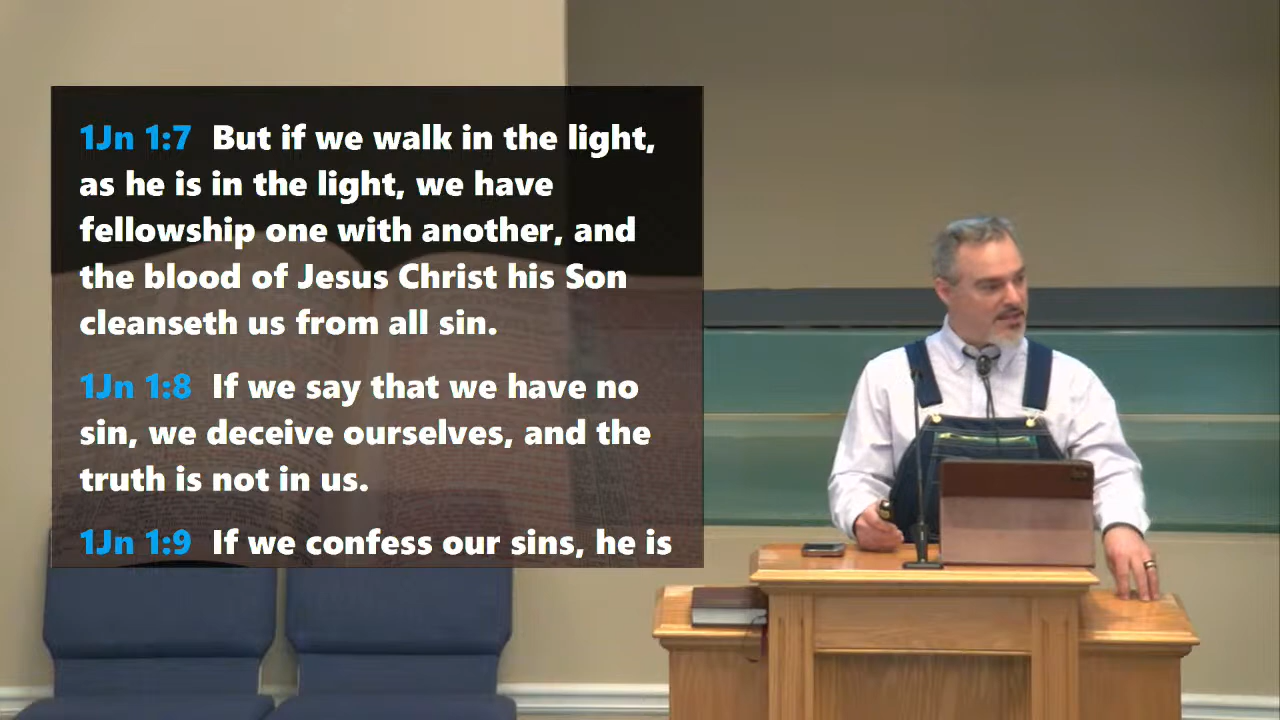 1Jn 1:7 But if we walk in the light,
as he is in the light, we have
fellowship one with another, and
the blood of Jesus Christ his Son
cleanseth us from all sin.
1Jn 1:8 If we say that we have no
sin, we deceive ourselves, and the
truth is not in us.
1Jn 1:9 If we confess our sins, he is